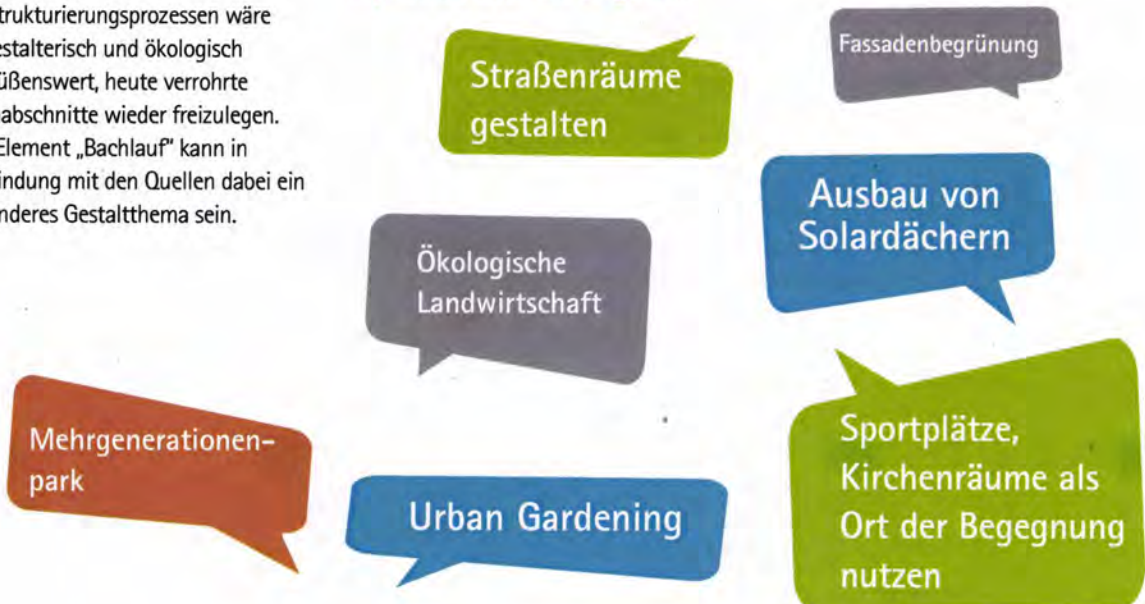 trukturierungsprozessen wäre
estalterisch und ökologisch
üßenswert, heute verrohrte
abschnitte wieder freizulegen.
Element „Bachlauf“ kann in
indung mit den Quellen dabei ein
nderes Gestaltthema sein.
Straßenräume
gestalten
Fassadenbegrünung
Ausbau von
Solardächern
Ökologische
Landwirtschaft
Mehrgenerationen-
park
Urban Gardening
Sportplätze,
Kirchenräume als
Ort der Begegnung
nutzen